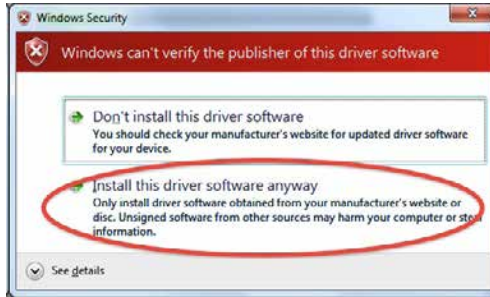 Windows Security
Windows can't verify the publisher of this driver software
Don't install this driver software
You should check your manufacturer's website for updated driver software
for your device.
Install this driver software anyway
Only install driver software obtained from your manufacturer's website or
disc. Unsigned software from other sources may harm your computer or steal
information.
See details